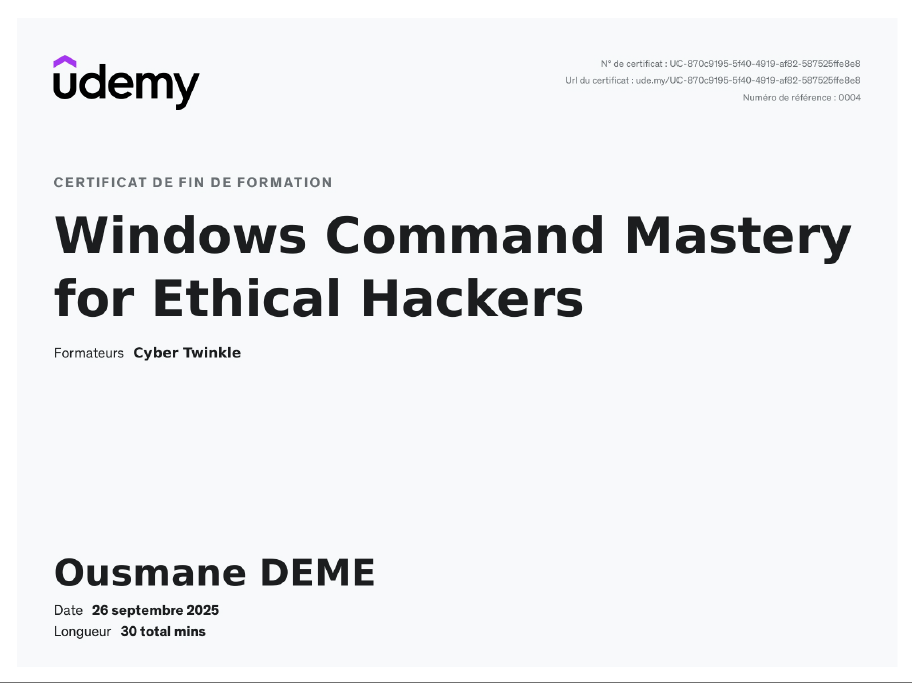 udemy
N° de certificat : UC-870c9195-5f40-4919-af82-587525ffe8e8
Url du certificat : ude.my/UC-870c9195-5f40-4919-af82-587525ffe8e8
Numéro de référence : 0004
CERTIFICAT DE FIN DE FORMATION
Windows Command Mastery
for Ethical Hackers
Formateurs Cyber Twinkle
Ousmane DEME
Date 26 septembre 2025
Longueur 30 total mins